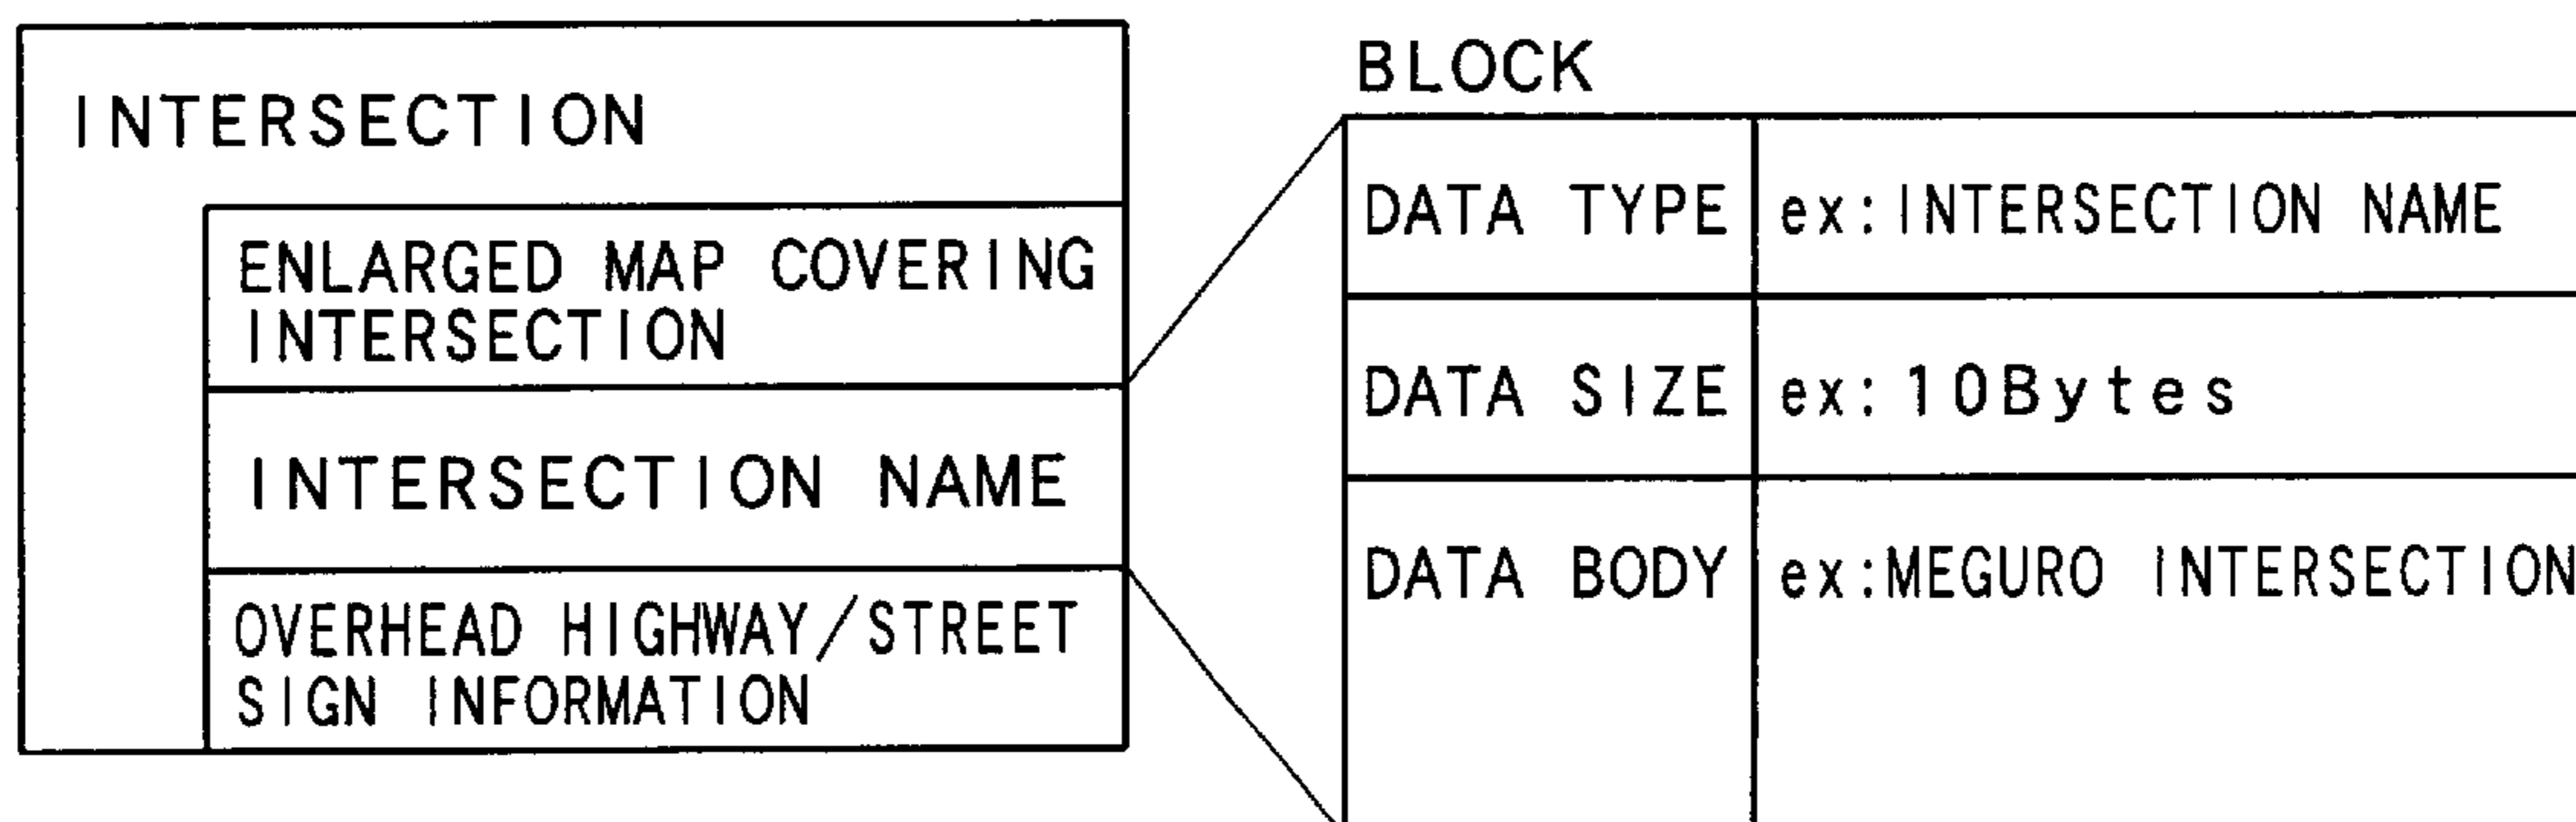 INTERSECTION
ENLARGED MAP COVERING
INTERSECTION
INTERSECTION NAME
OVERHEAD HIGHWAY/STREET
SIGN INFORMATION
BLOCK
DATA TYPE ex:INTERSECTION NAME
DATA SIZE ex:10Bytes
DATA BODY ex:MEGURO INTERSECTION